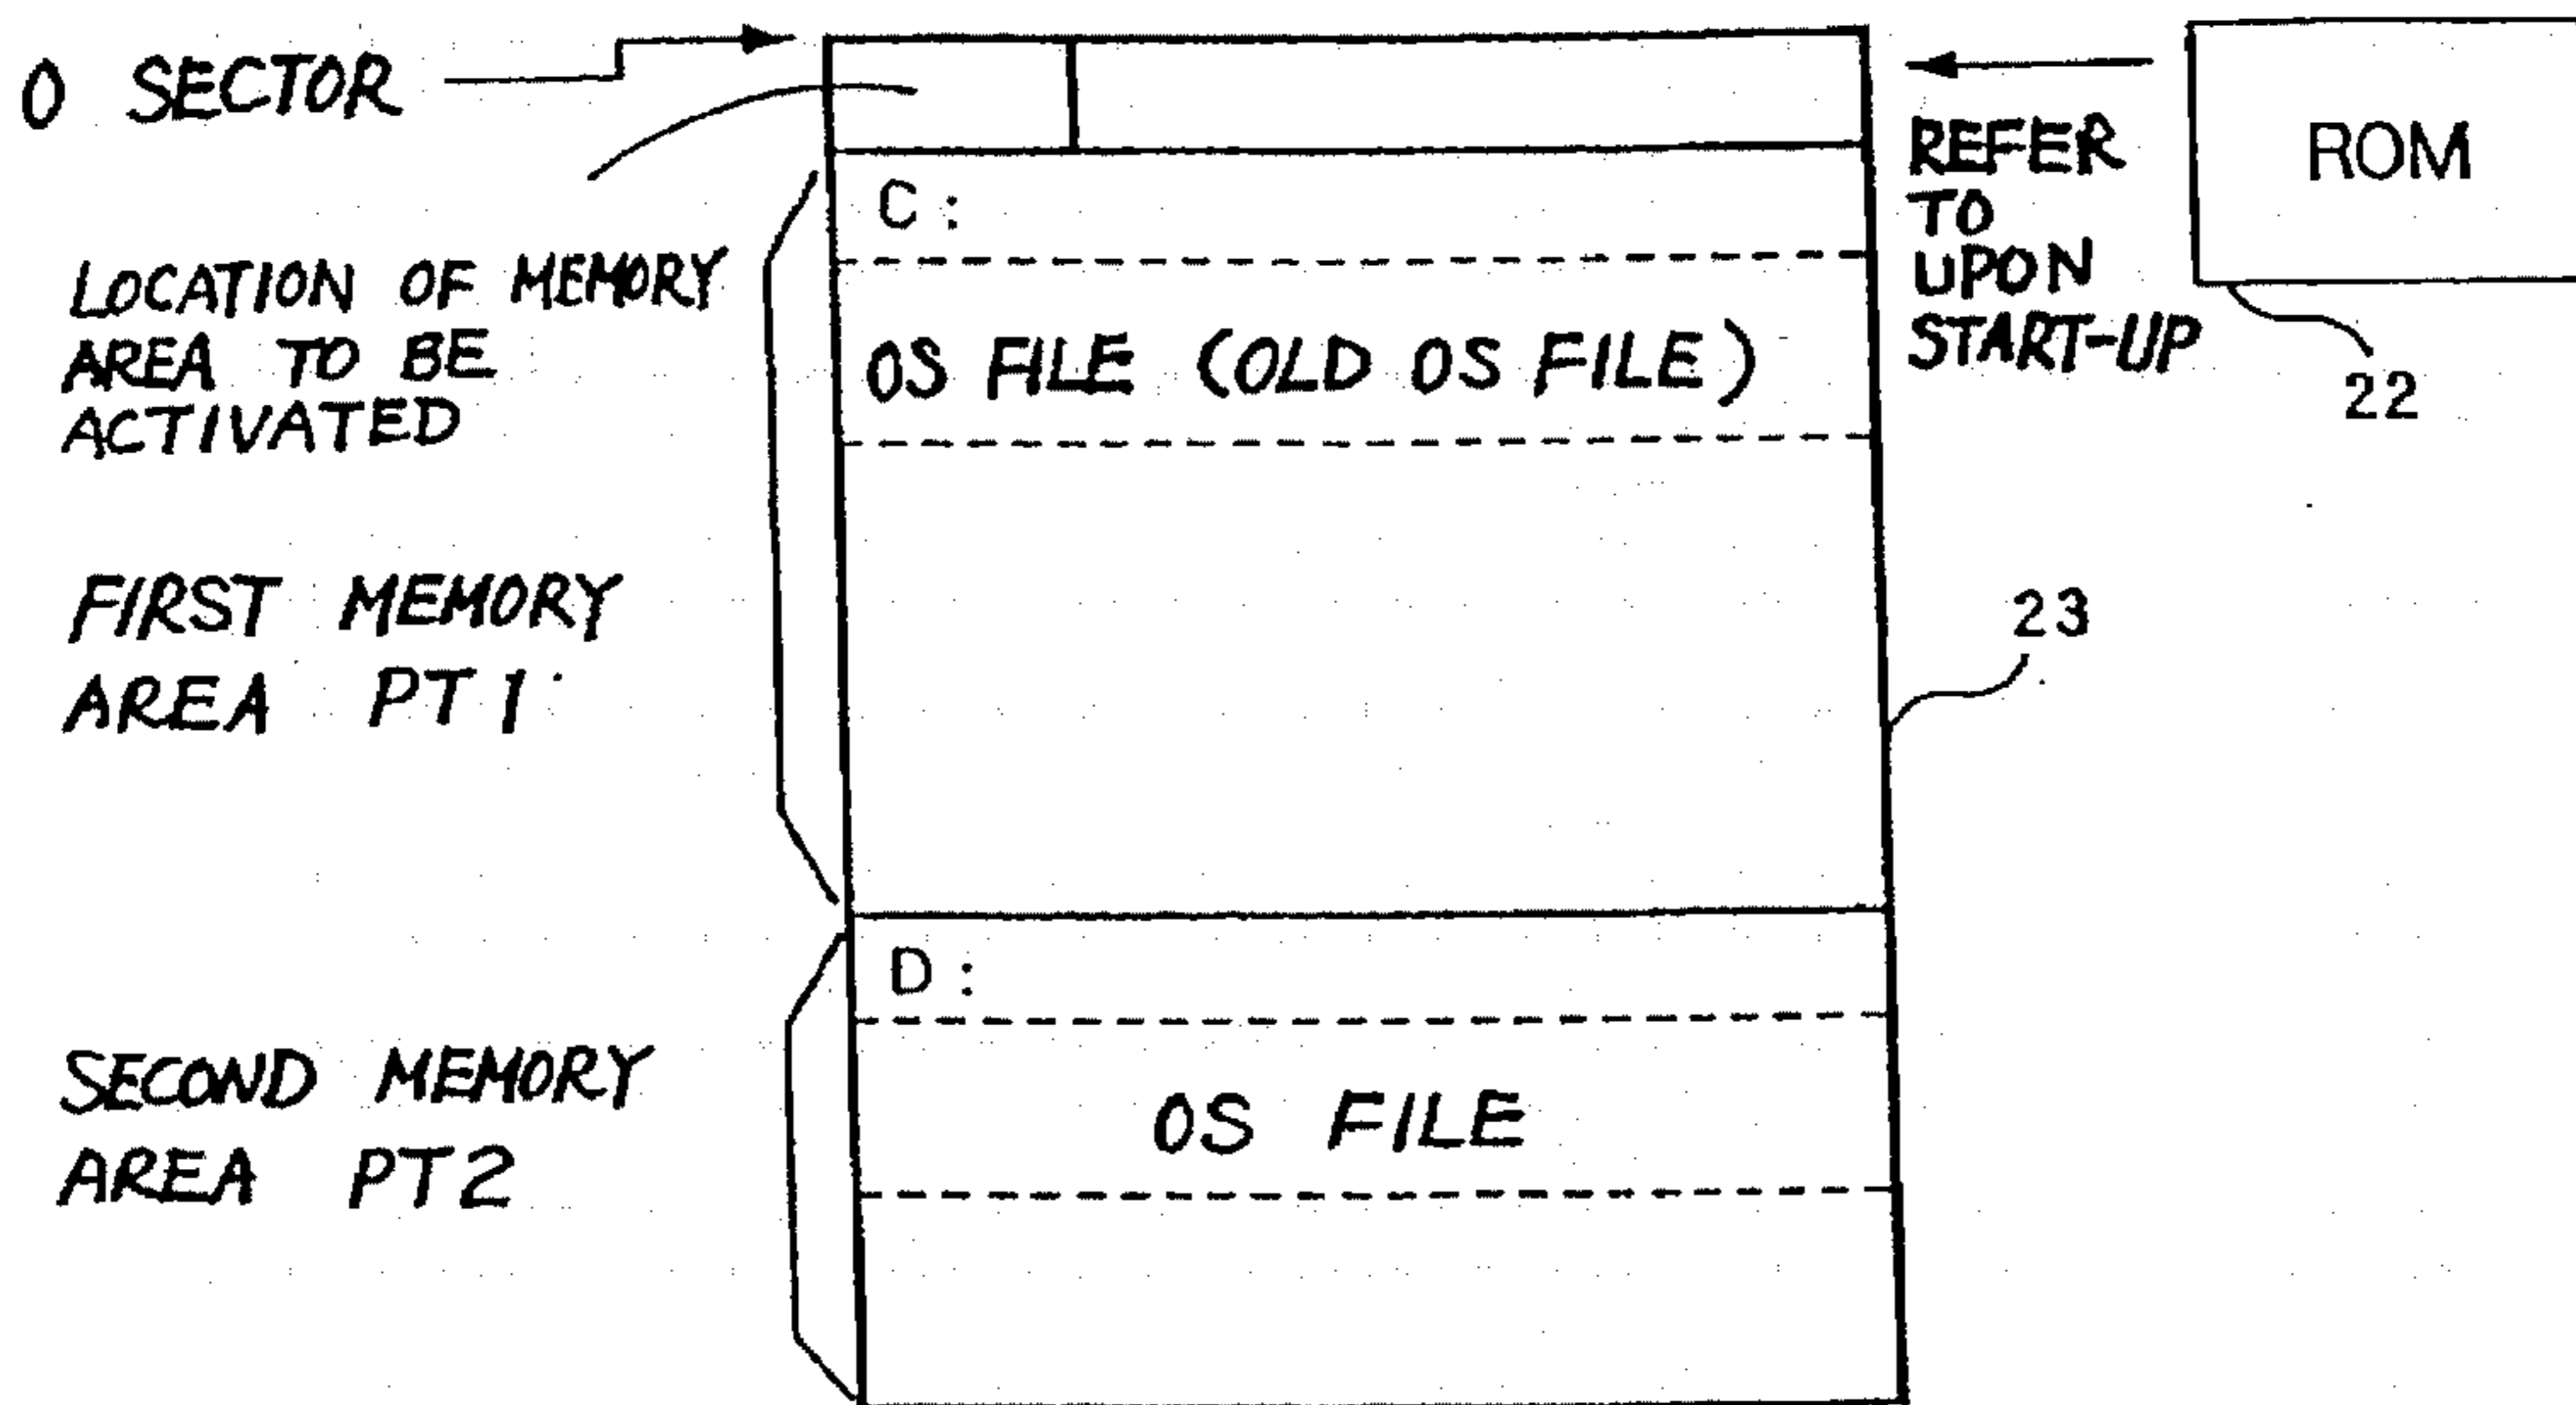 0 SECTOR
LOCATION OF MEMORY
AREA TO BE
ACTIVATED
FIRST MEMORY
AREA PT1
SECOND MEMORY
AREA PT2
C:
OS FILE (OLD OS FILE)
D:
OS FILE
REFER
TO
UPON
START-UP
ROM
22
23